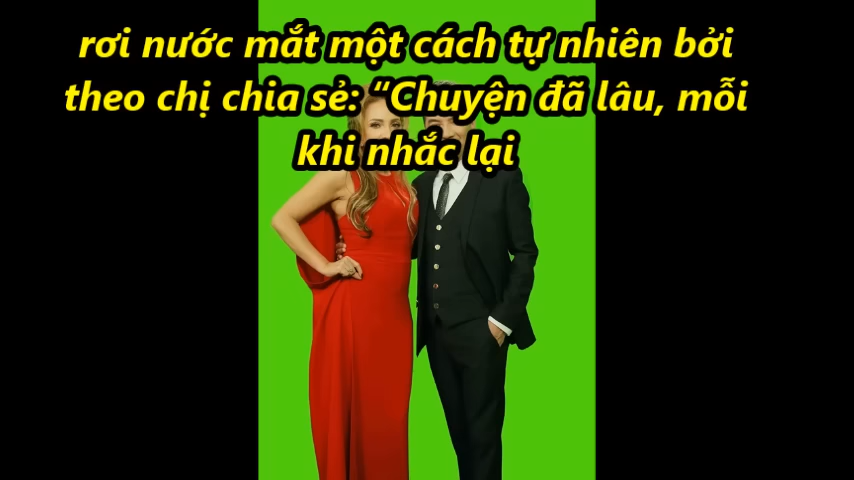 rơi nước mắt một cách tự nhiên bởi
theo chị chia sẻ: “Chuyện đã lâu, mỗi
khi nhắc lại